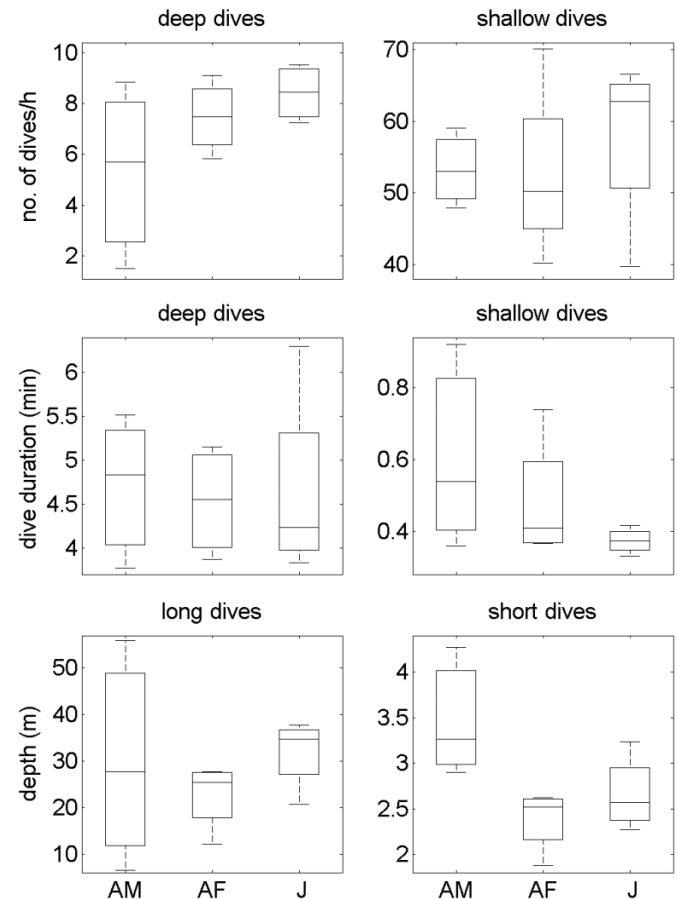 deep dives
shallow dives
no. of dives/h
10
8
6
4
2
70
60
50
40
deep dives
shallow dives
dive duration (min)
6
5.5
5
4.5
4
0.8
0.6
0.4
long dives
short dives
depth (m)
50
40
30
20
10
4
3.5
3
2.5
2
AM AF J
AM AF J